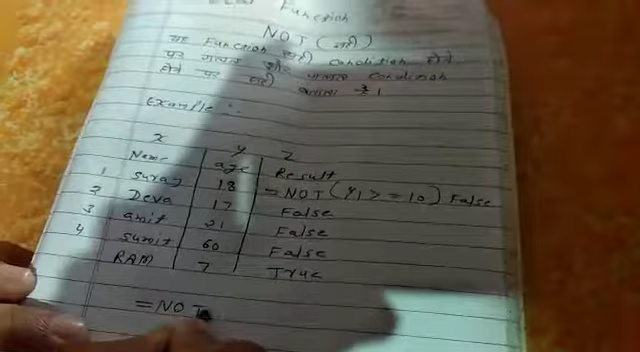 Function
NOT (नही)
यह Function सही condition होने
पर गलत और गलत condition
होने पर सही बताता है।
Example :-
x y z
Name age Result
1 Suraj 18 =NOT(Y1>=10) False
2 Deva 17 False
3 amit 21 False
4 Sumit 60 False
RAM 7 True
=NOT